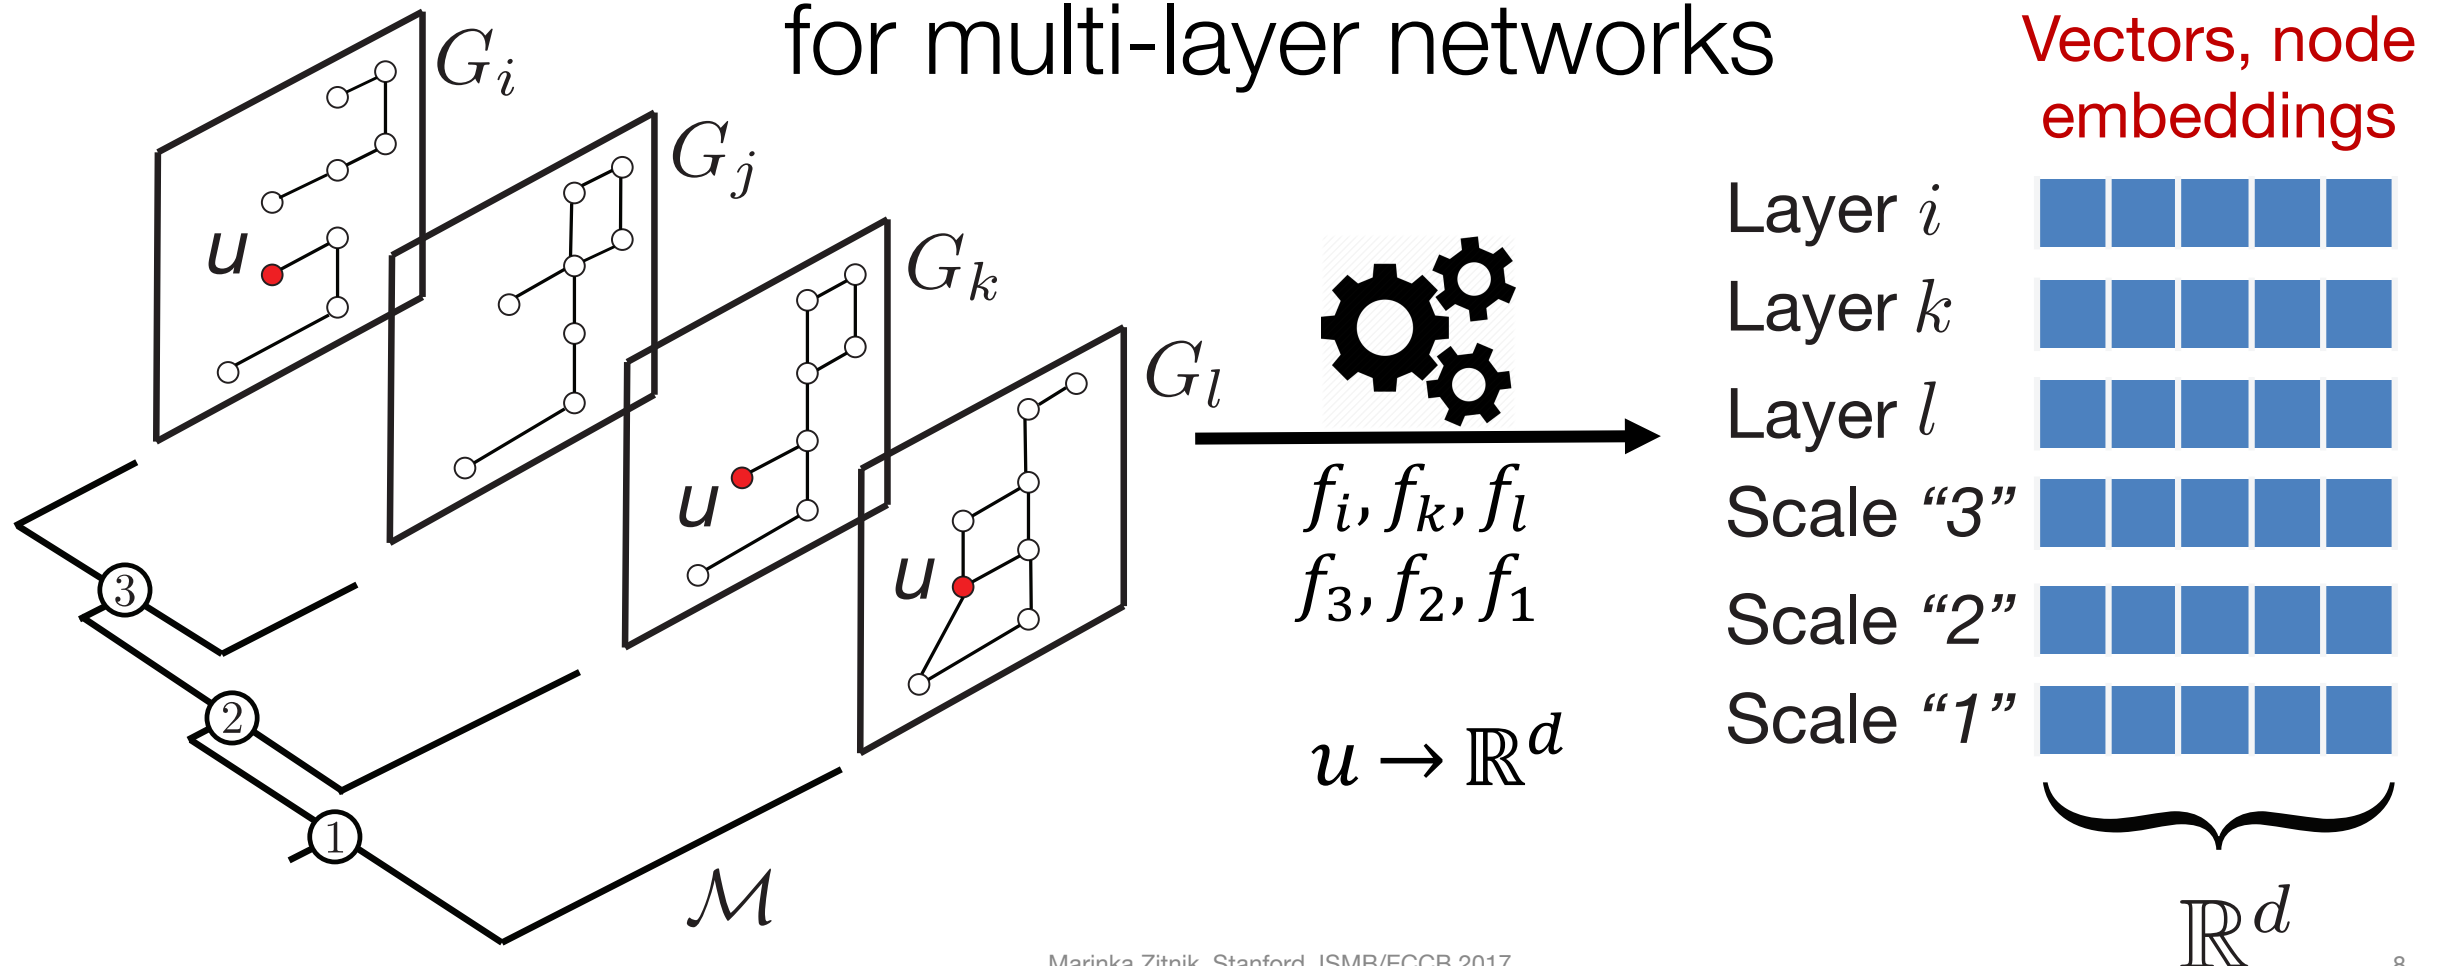 for multi-layer networks
Vectors, node
embeddings
G_i
G_j
G_k
G_l
u
u
u
3
2
1
ℳ
f_i, f_k, f_l
f_3, f_2, f_1
u → ℝ^d
Layer i
Layer k
Layer l
Scale “3”
Scale “2”
Scale “1”
ℝ^d
Marinka Zitnik, Stanford, ISMB/ECCB 2017
8